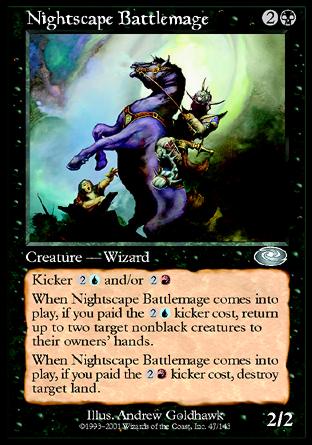 Nightscape Battlemage 2
Creature — Wizard
Kicker 2 and/or 2
When Nightscape Battlemage comes into
play, if you paid the 2 kicker cost, return
up to two target nonblack creatures to
their owners' hands.
When Nightscape Battlemage comes into
play, if you paid the 2 kicker cost, destroy
target land.
2/2
Illus. Andrew Goldhawk
©1993–2001 Wizards of the Coast, Inc. 47/143